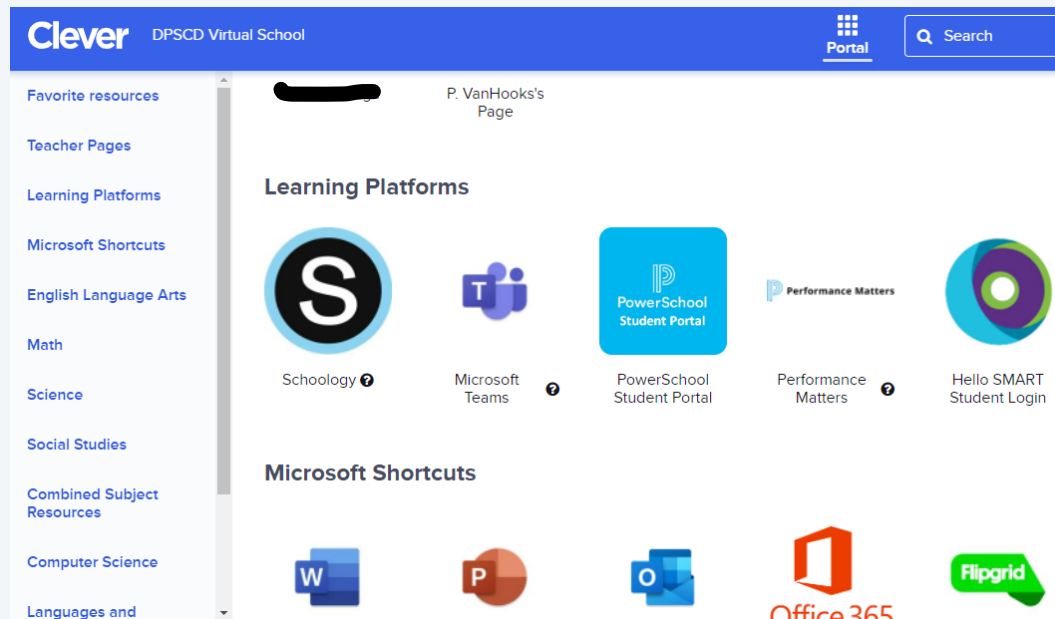 Clever
DPSCD Virtual School
Portal
Search
Favorite resources
Teacher Pages
Learning Platforms
Microsoft Shortcuts
English Language Arts
Math
Science
Social Studies
Combined Subject
Resources
Computer Science
Languages and
P. VanHooks's
Page
Learning Platforms
S
T
PowerSchool
Student Portal
Performance Matters
Schoology ?
Microsoft
Teams ?
PowerSchool
Student Portal
Performance
Matters ?
Hello SMART
Student Login
Microsoft Shortcuts
W
P
O
Office 365
Flipgrid